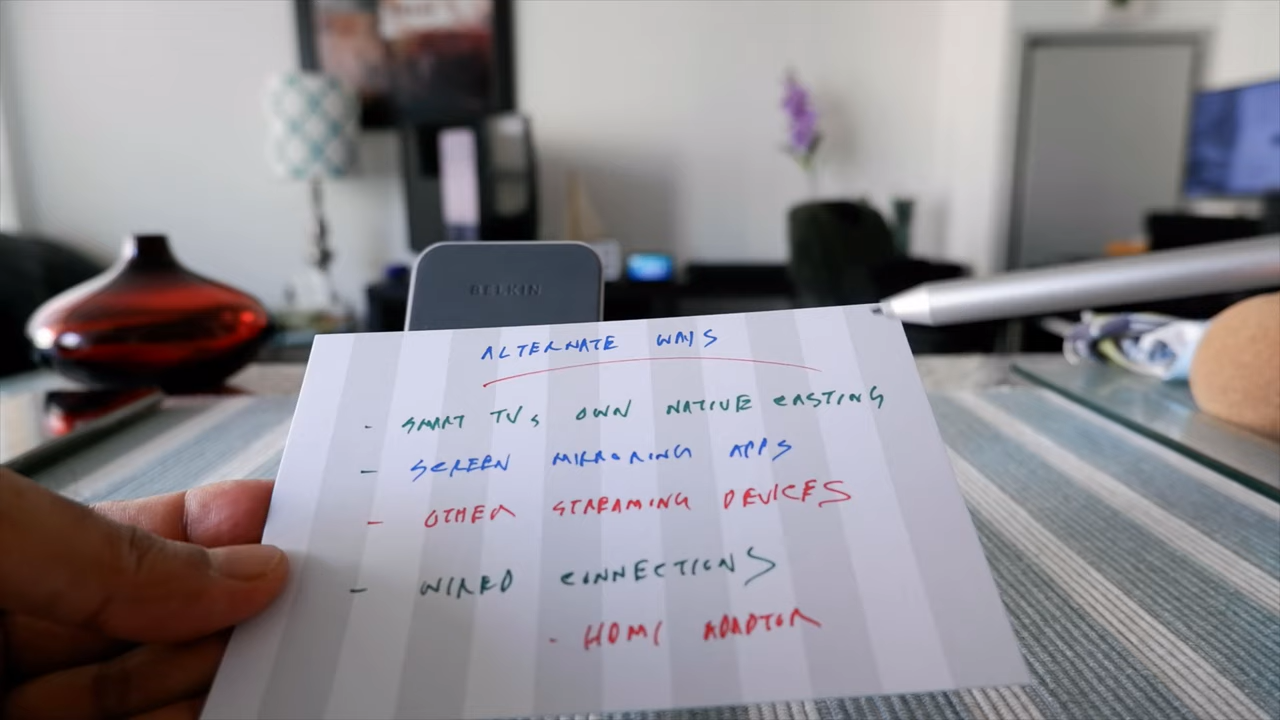 BELKIN
ALTERNATE WAYS
- SMART TVs OWN NATIVE CASTING
- SCREEN MIRRORING APPS
- OTHER STREAMING DEVICES
- WIRED CONNECTIONS
- HDMI ADAPTOR